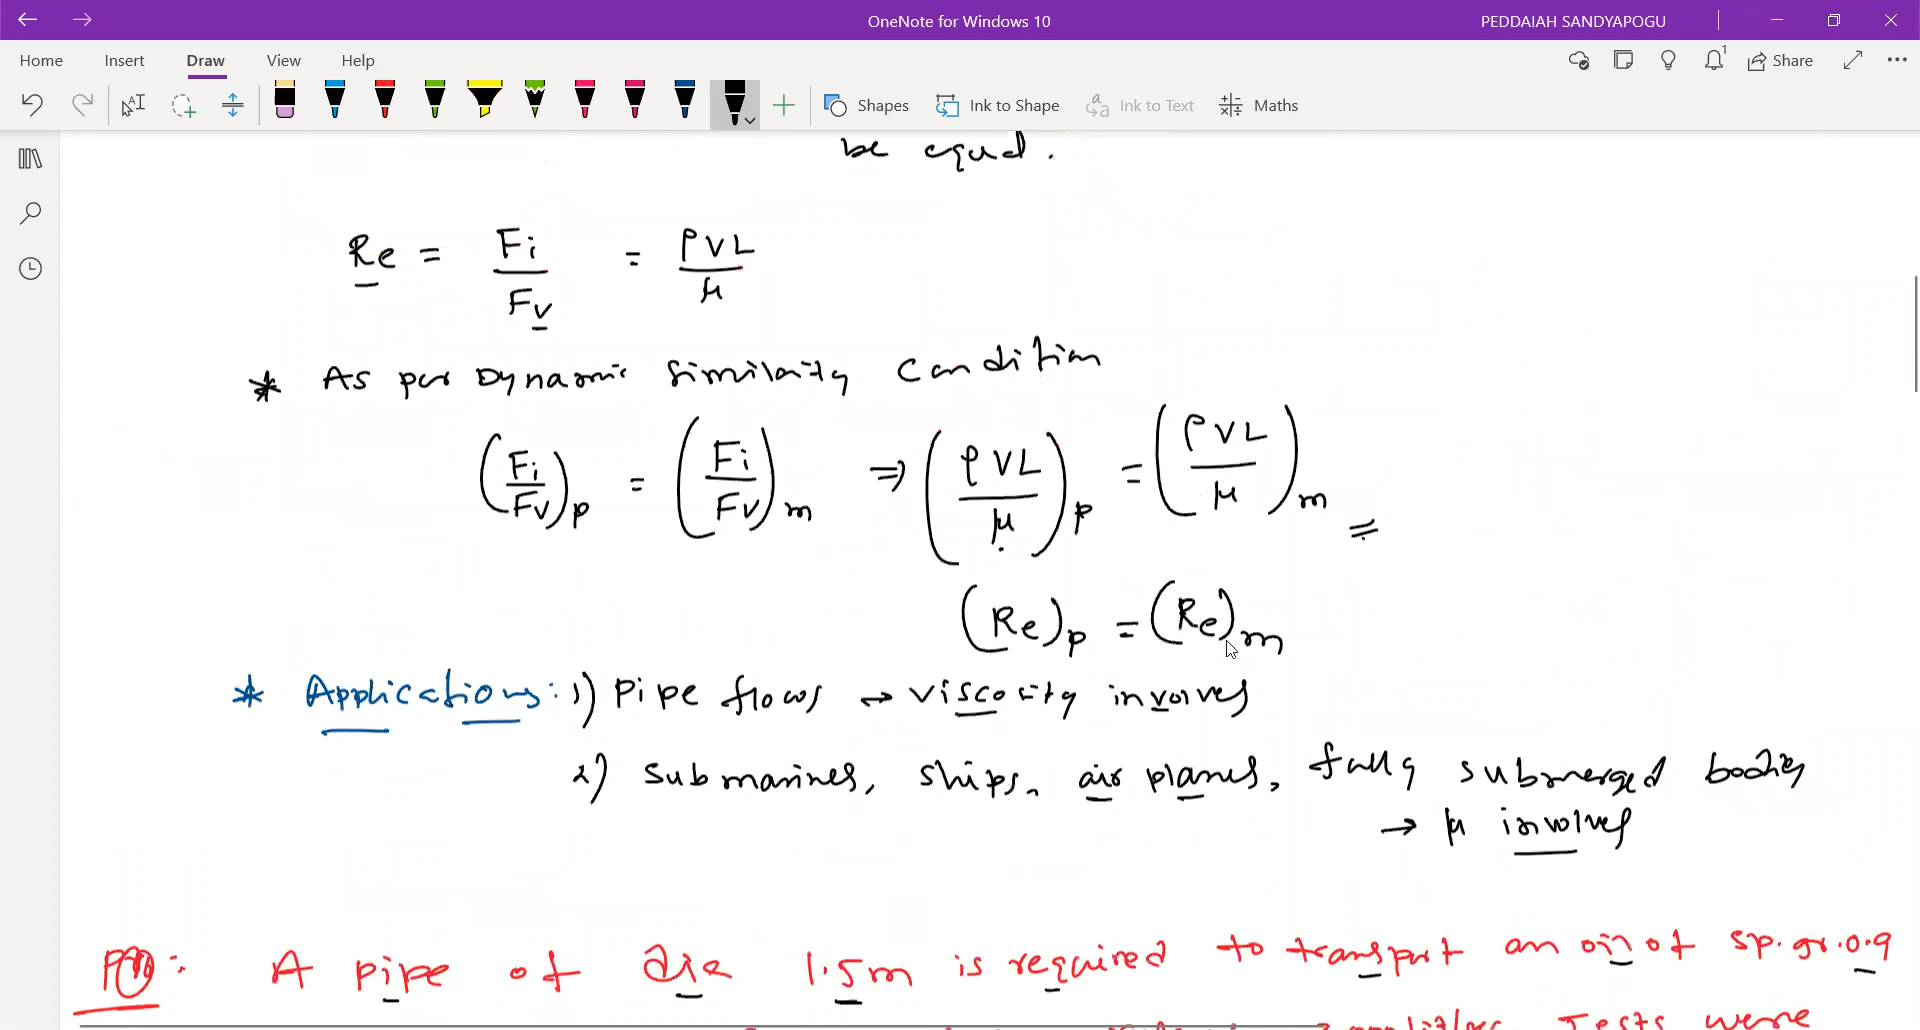 OneNote for Windows 10
PEDDAIAH SANDYAPOGU
Home Insert Draw View Help
1 Share
Shapes Ink to Shape Ink to Text Maths
be equal.
Re = Fi/Fv = ρVL/μ
* As per Dynamic similarity condition
(Fi/Fv)p = (Fi/Fv)m ⇒ (ρVL/μ)p = (ρVL/μ)m
(Re)p = (Re)m
* Applications: 1) Pipe flows → viscosity involves
2) submarines, ships, air planes, fully submerged bodies
→ μ involves
A pipe of dia 1.5m is required to transport an oil of sp.gr. 0.9
Tests were